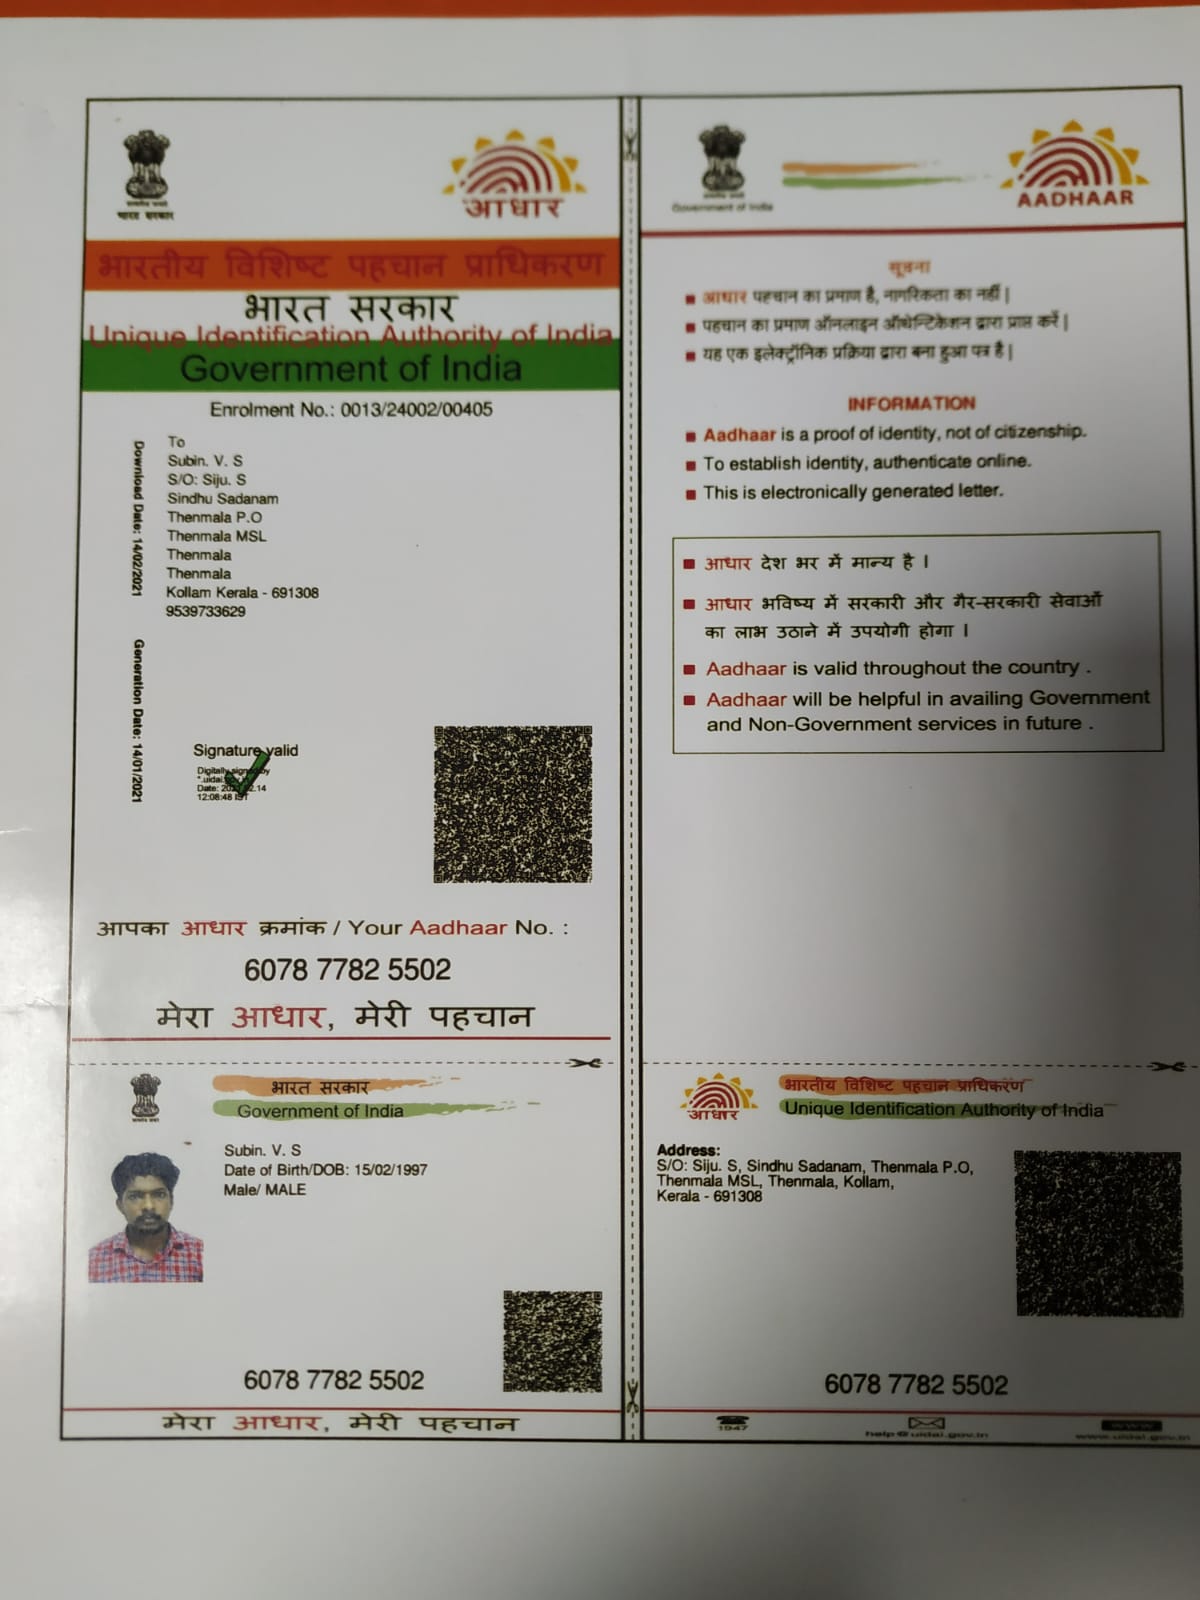 भारत सरकार
आधार
भारतीय विशिष्ट पहचान प्राधिकरण
भारत सरकार
Unique Identification Authority of India
Government of India
Enrolment No.: 0013/24002/00405
Download Date: 14/02/2021
Generation Date: 14/01/2021
To
Subin. V. S
S/O: Siju. S
Sindhu Sadanam
Thenmala P.O
Thenmala MSL
Thenmala
Thenmala
Kollam Kerala - 691308
9539733629
Signature valid
Digitally signed by
Date: 14
12:08:48 IST
आपका आधार क्रमांक / Your Aadhaar No. :
6078 7782 5502
मेरा आधार, मेरी पहचान
Government of India
AADHAAR
सूचना
■ आधार पहचान का प्रमाण है, नागरिकता का नहीं |
■ पहचान का प्रमाण ऑनलाइन ऑथेन्टिकेशन द्वारा प्राप्त करें |
■ यह एक इलेक्ट्रॉनिक प्रक्रिया द्वारा बना हुआ पत्र है |
INFORMATION
■ Aadhaar is a proof of identity, not of citizenship.
■ To establish identity, authenticate online.
■ This is electronically generated letter.
■ आधार देश भर में मान्य है ।
■ आधार भविष्य में सरकारी और गैर-सरकारी सेवाओं
का लाभ उठाने में उपयोगी होगा ।
■ Aadhaar is valid throughout the country .
■ Aadhaar will be helpful in availing Government
and Non-Government services in future .
भारत सरकार
Government of India
Subin. V. S
Date of Birth/DOB: 15/02/1997
Male/ MALE
6078 7782 5502
मेरा आधार, मेरी पहचान
आधार
भारतीय विशिष्ट पहचान प्राधिकरण
Unique Identification Authority of India
Address:
S/O: Siju. S, Sindhu Sadanam, Thenmala P.O,
Thenmala MSL, Thenmala, Kollam,
Kerala - 691308
6078 7782 5502
1947
help@uidai.gov.in
www
www.uidai.gov.in